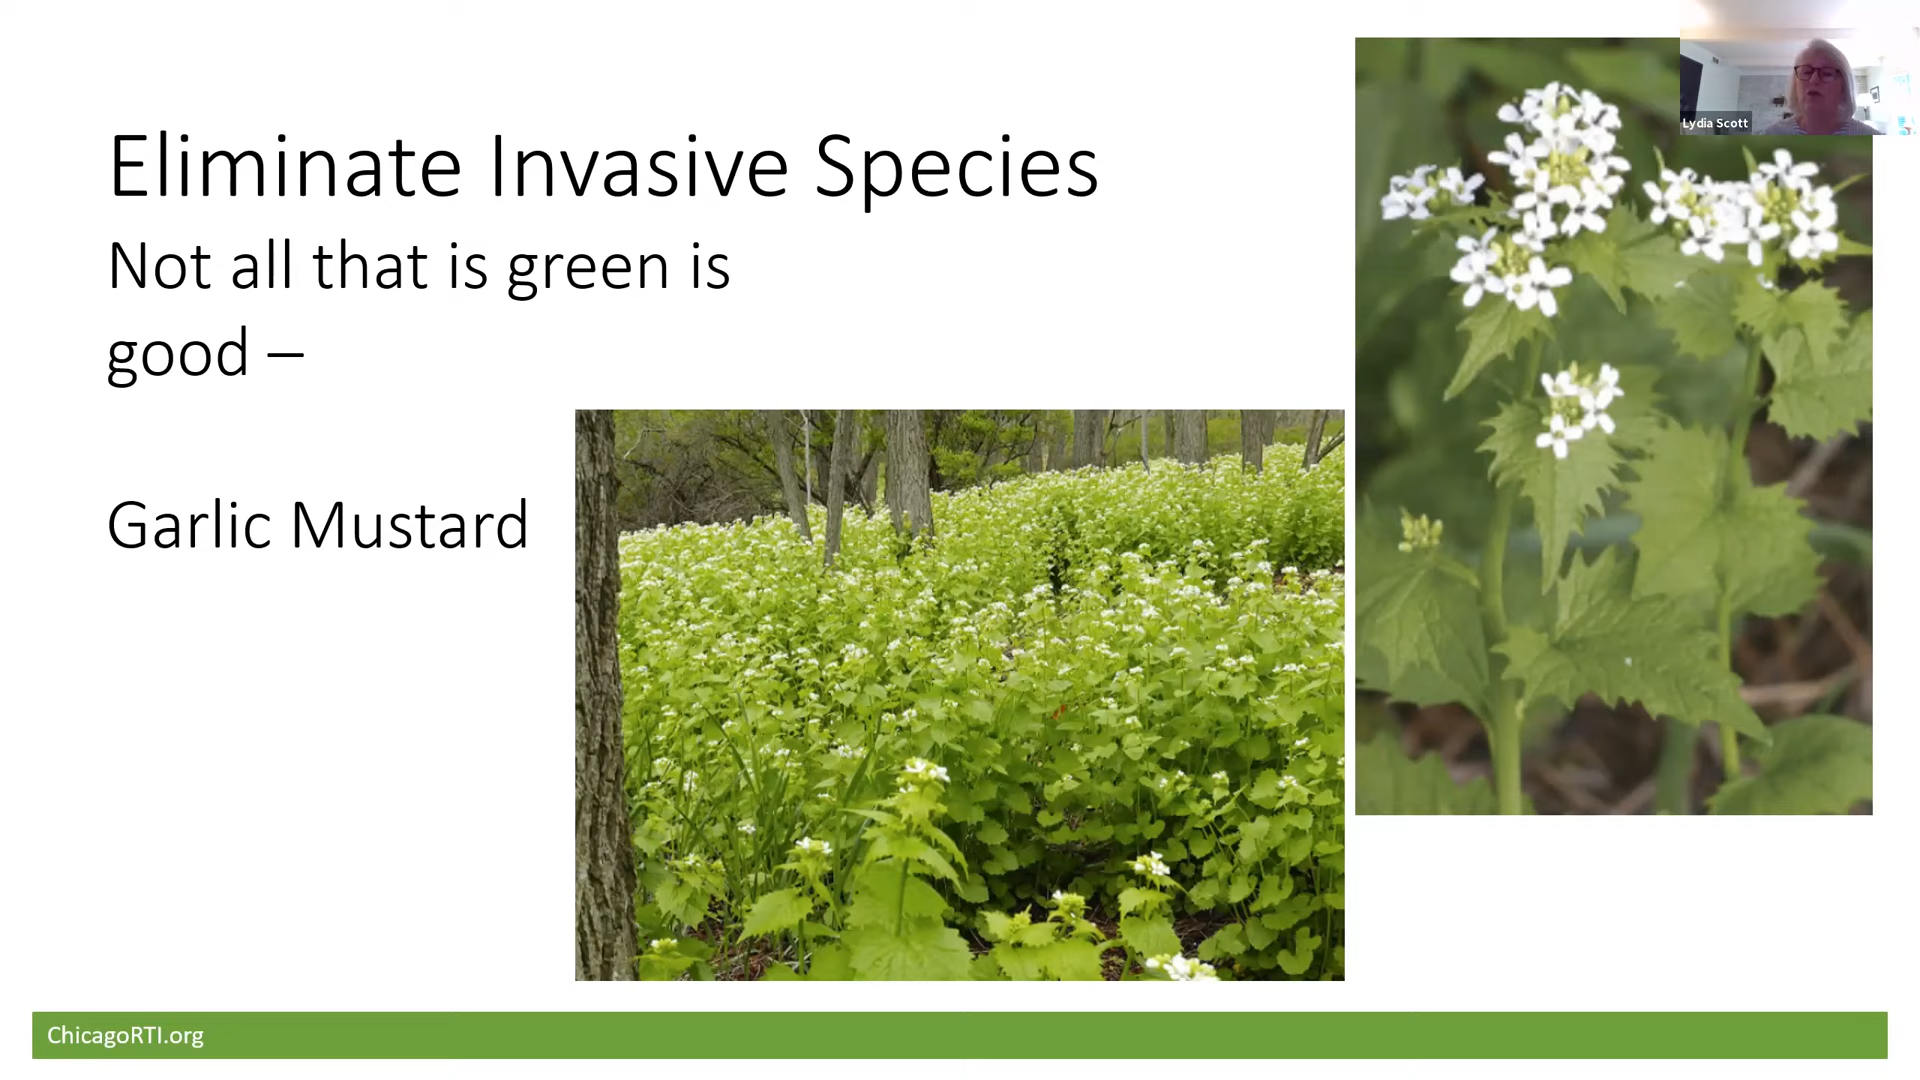 Eliminate Invasive Species
Not all that is green is
good –
Garlic Mustard
Lydia Scott
ChicagoRTI.org